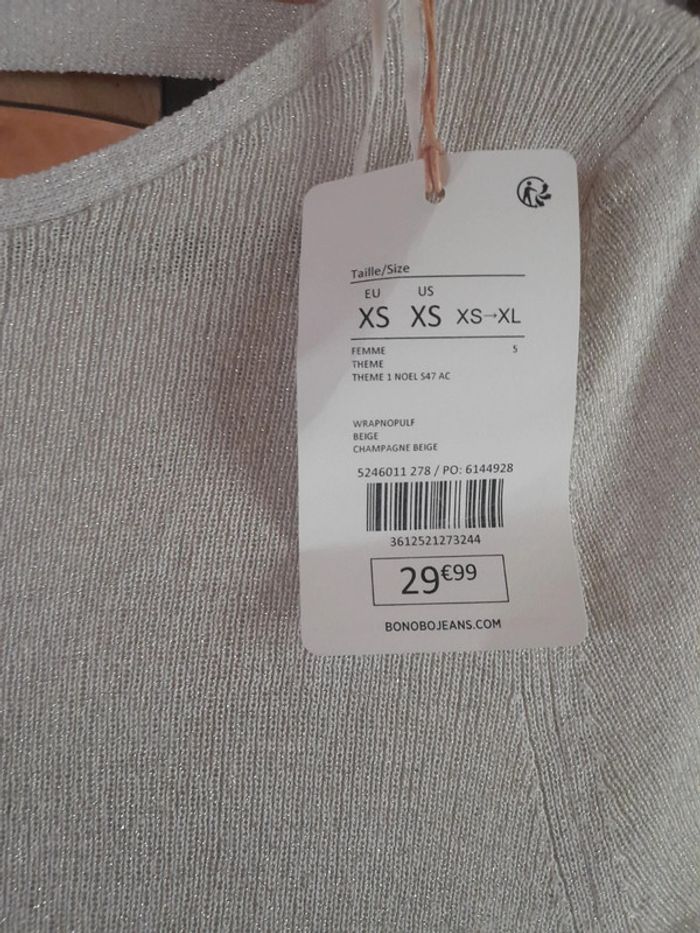 Taille/Size
EU US
XS XS XS→XL
FEMME 5
THEME
THEME 1 NOEL S47 AC
WRAPNOPULF
BEIGE
CHAMPAGNE BEIGE
5246011 278 / PO: 6144928
3612521273244
29€99
BONOBOJEANS.COM